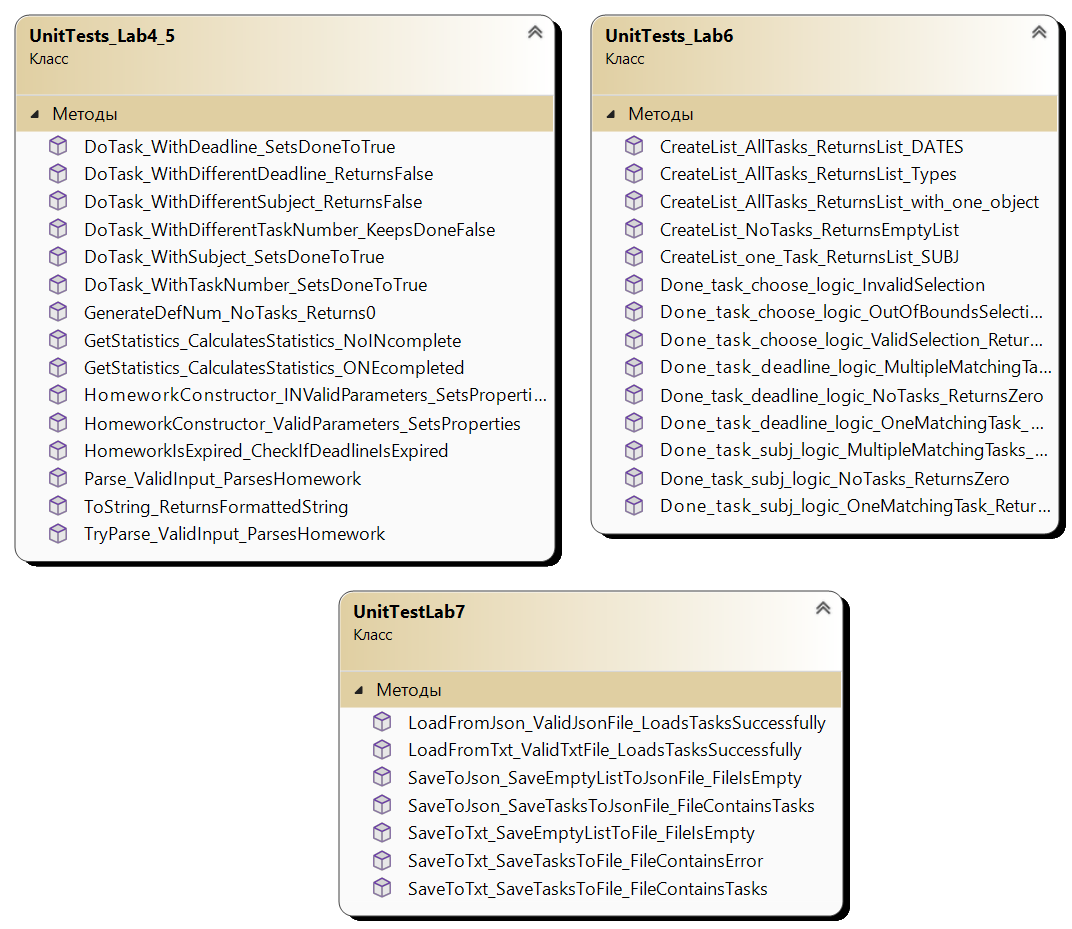 UnitTests_Lab4_5
Класс
Методы
DoTask_WithDeadline_SetsDoneToTrue
DoTask_WithDifferentDeadline_ReturnsFalse
DoTask_WithDifferentSubject_ReturnsFalse
DoTask_WithDifferentTaskNumber_KeepsDoneFalse
DoTask_WithSubject_SetsDoneToTrue
DoTask_WithTaskNumber_SetsDoneToTrue
GenerateDefNum_NoTasks_Returns0
GetStatistics_CalculatesStatistics_NoINcomplete
GetStatistics_CalculatesStatistics_ONEcompleted
HomeworkConstructor_INValidParameters_SetsProperti...
HomeworkConstructor_ValidParameters_SetsProperties
HomeworkIsExpired_CheckIfDeadlineIsExpired
Parse_ValidInput_ParsesHomework
ToString_ReturnsFormattedString
TryParse_ValidInput_ParsesHomework
UnitTests_Lab6
Класс
Методы
CreateList_AllTasks_ReturnsList_DATES
CreateList_AllTasks_ReturnsList_Types
CreateList_AllTasks_ReturnsList_with_one_object
CreateList_NoTasks_ReturnsEmptyList
CreateList_one_Task_ReturnsList_SUBJ
Done_task_choose_logic_InvalidSelection
Done_task_choose_logic_OutOfBoundsSelecti...
Done_task_choose_logic_ValidSelection_Retur...
Done_task_deadline_logic_MultipleMatchingTa...
Done_task_deadline_logic_NoTasks_ReturnsZero
Done_task_deadline_logic_OneMatchingTask_...
Done_task_subj_logic_MultipleMatchingTasks_...
Done_task_subj_logic_NoTasks_ReturnsZero
Done_task_subj_logic_OneMatchingTask_Retur...
UnitTestLab7
Класс
Методы
LoadFromJson_ValidJsonFile_LoadsTasksSuccessfully
LoadFromTxt_ValidTxtFile_LoadsTasksSuccessfully
SaveToJson_SaveEmptyListToJsonFile_FileIsEmpty
SaveToJson_SaveTasksToJsonFile_FileContainsTasks
SaveToTxt_SaveEmptyListToFile_FileIsEmpty
SaveToTxt_SaveTasksToFile_FileContainsError
SaveToTxt_SaveTasksToFile_FileContainsTasks